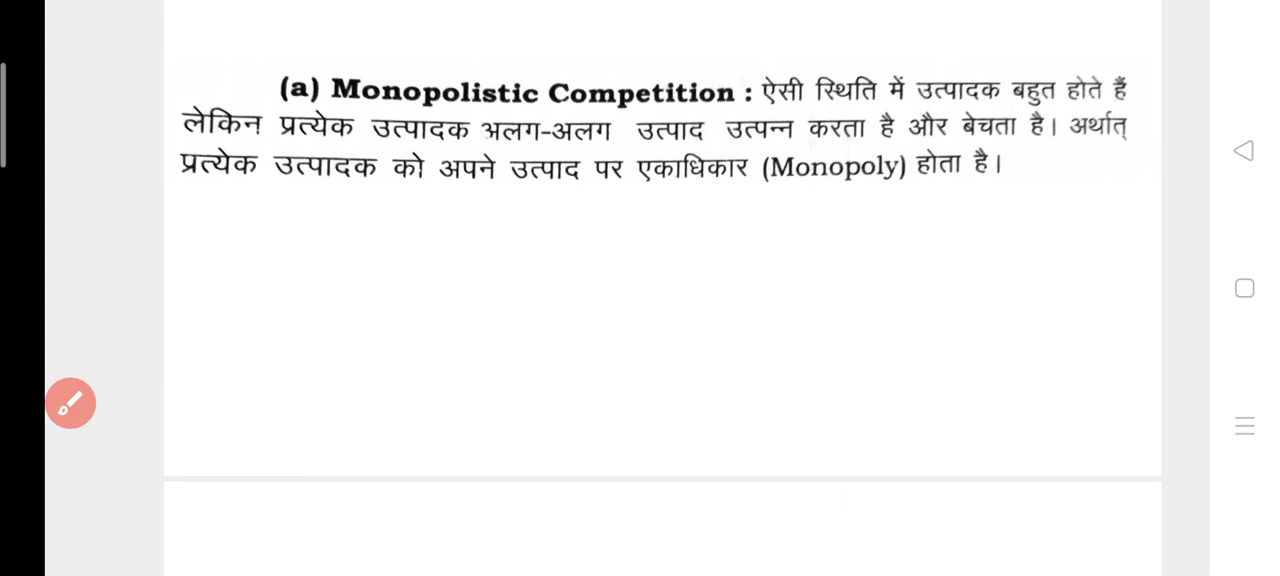 (a) Monopolistic Competition : ऐसी स्थिति में उत्पादक बहुत होते हैं
लेकिन प्रत्येक उत्पादक अलग-अलग उत्पाद उत्पन्न करता है और बेचता है। अर्थात्
प्रत्येक उत्पादक को अपने उत्पाद पर एकाधिकार (Monopoly) होता है।